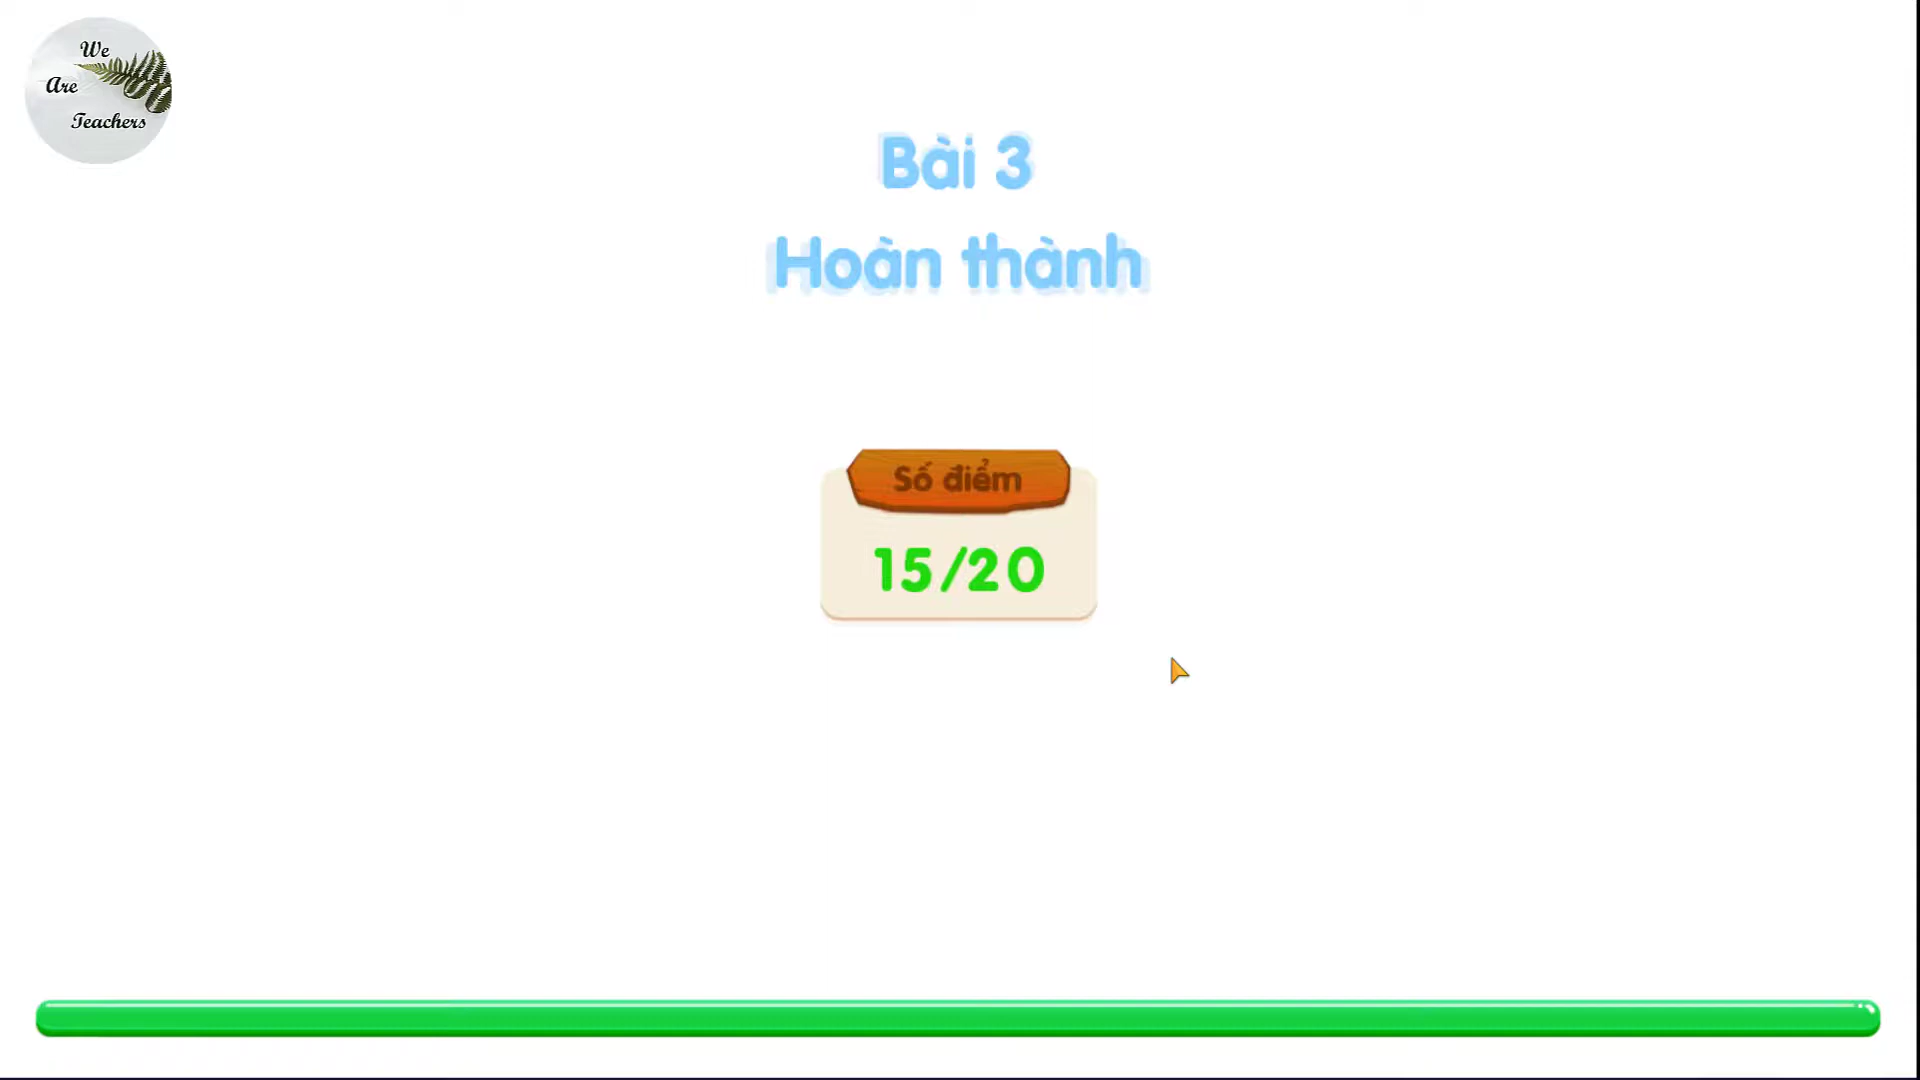 We
Are
Teachers
Bài 3
Hoàn thành
Số điểm
15/20